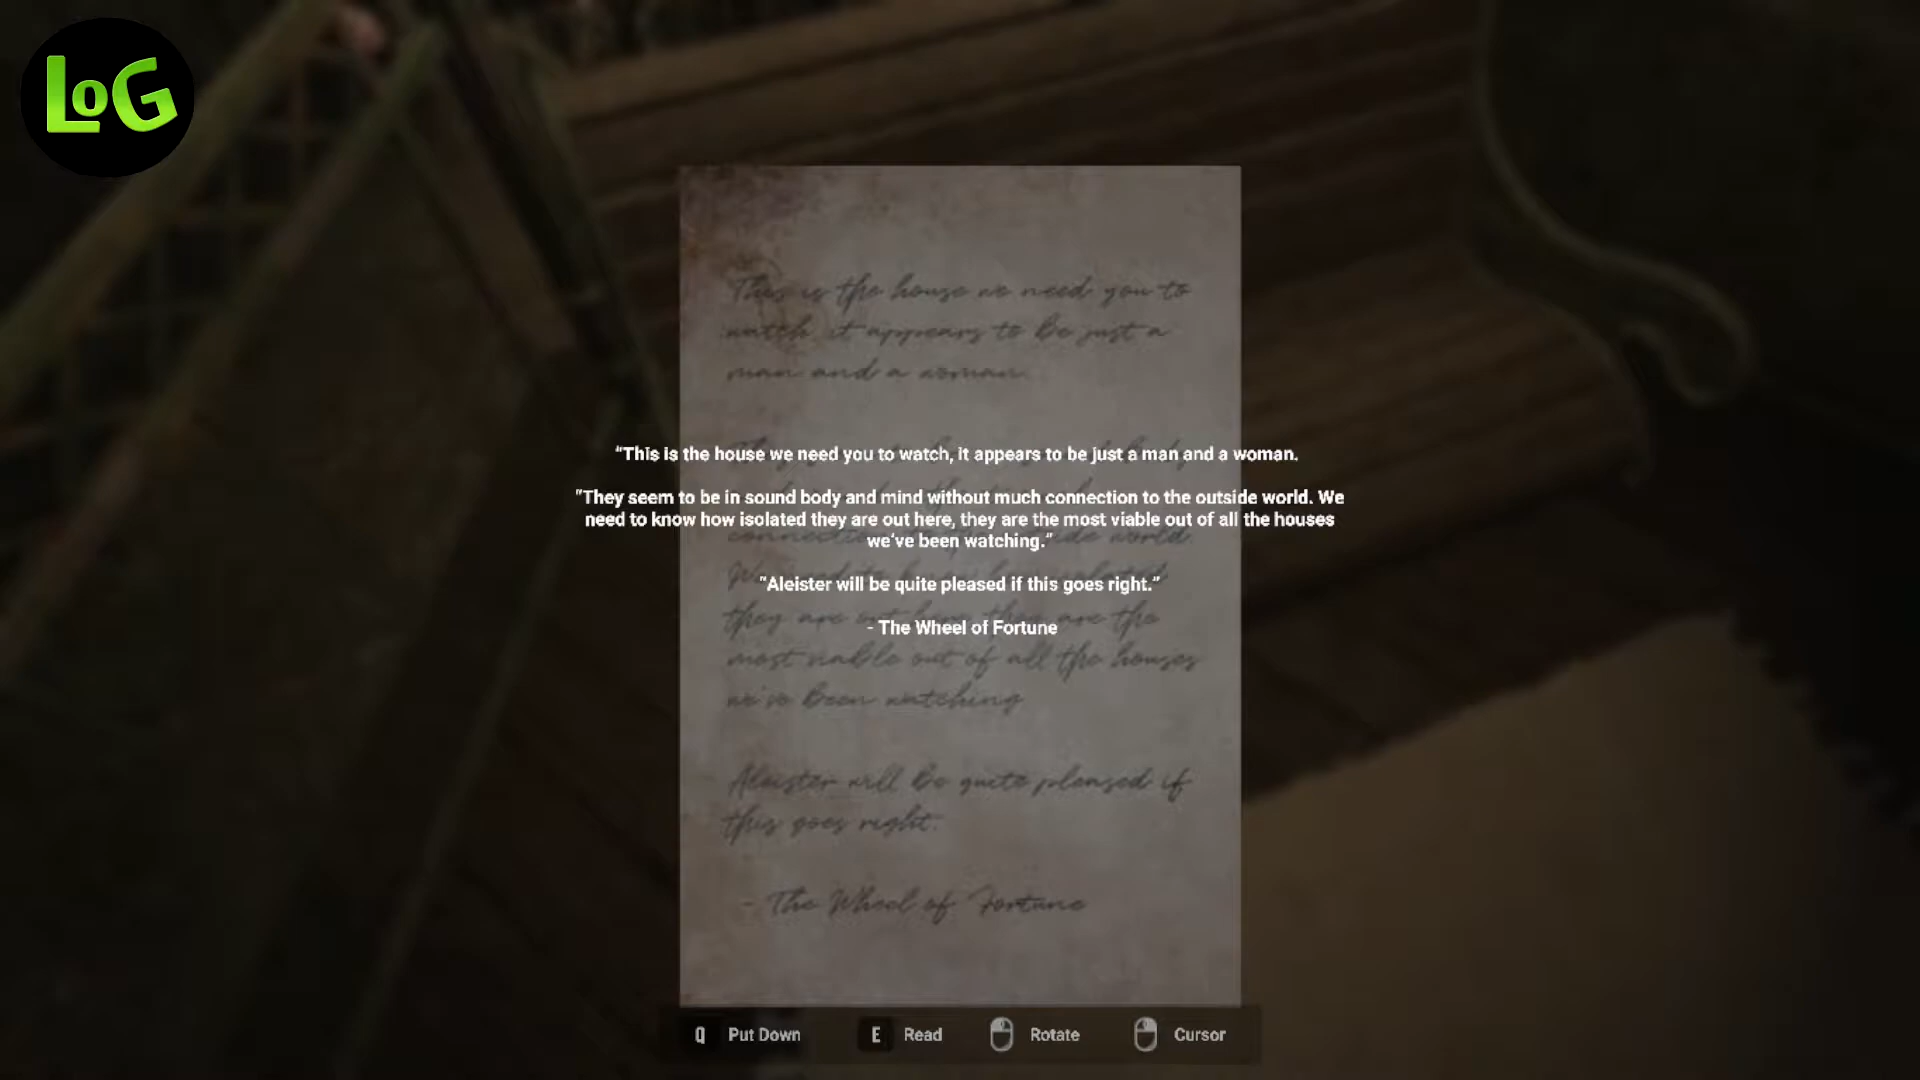 LoG
This is the house we need you to
watch it appears to be just a
man and a woman.
"This is the house we need you to watch, it appears to be just a man and a woman.
"They seem to be in sound body and mind without much connection to the outside world. We
need to know how isolated they are out here, they are the most viable out of all the houses
we've been watching."
"Aleister will be quite pleased if this goes right."
- The Wheel of Fortune
they are out here they are the
most viable out of all the houses
we've been watching
Aleister will be quite pleased if
this goes right.
- The Wheel of Fortune
Q Put Down E Read Rotate Cursor